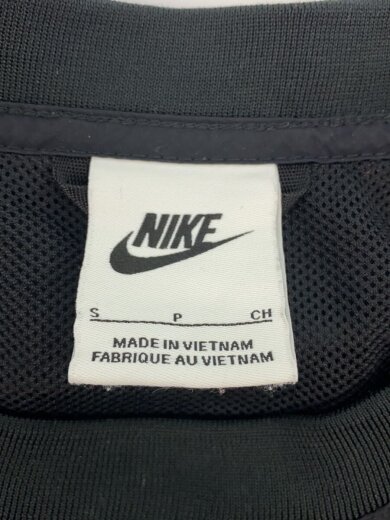 NIKE
S P CH
MADE IN VIETNAM
FABRIQUE AU VIETNAM